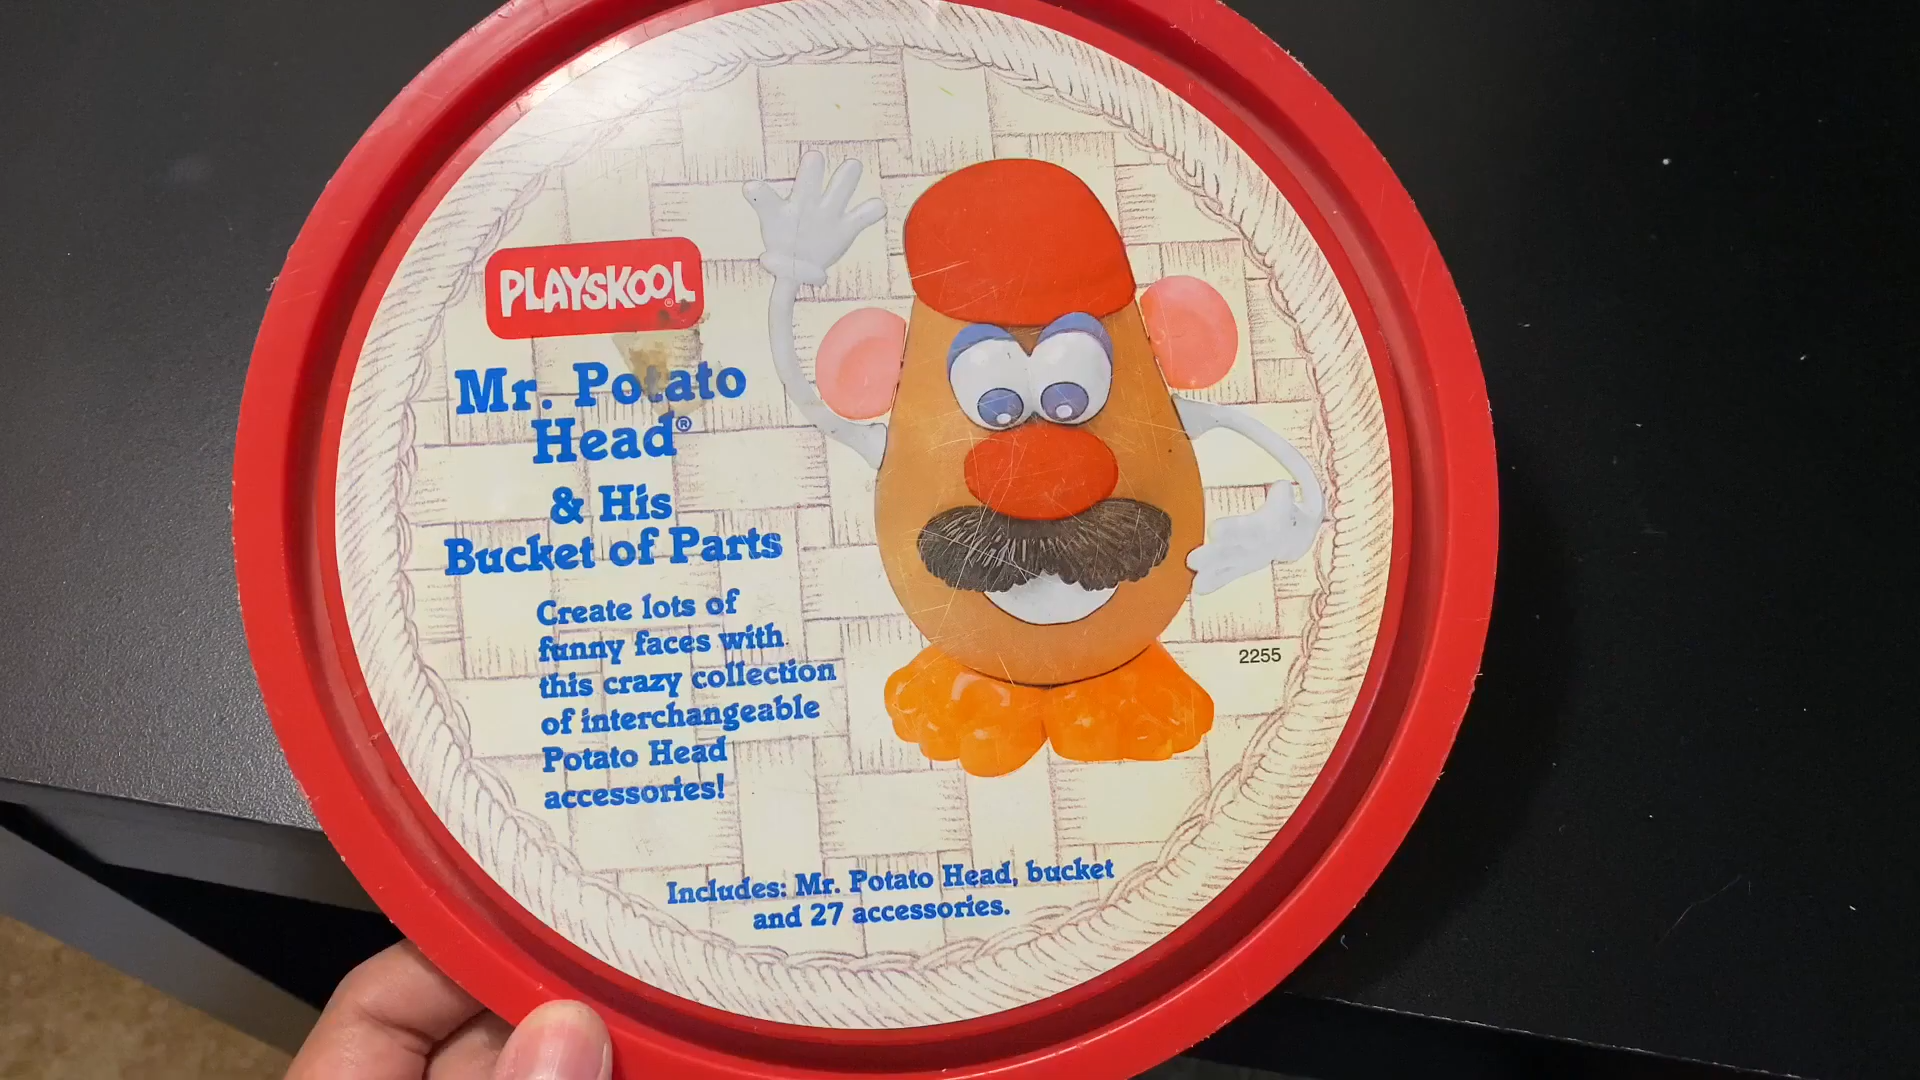 PLAYSKOOL®
Mr. Potato
Head®
& His
Bucket of Parts
Create lots of
funny faces with
this crazy collection
of interchangeable
Potato Head
accessories!
2255
Includes: Mr. Potato Head, bucket
and 27 accessories.